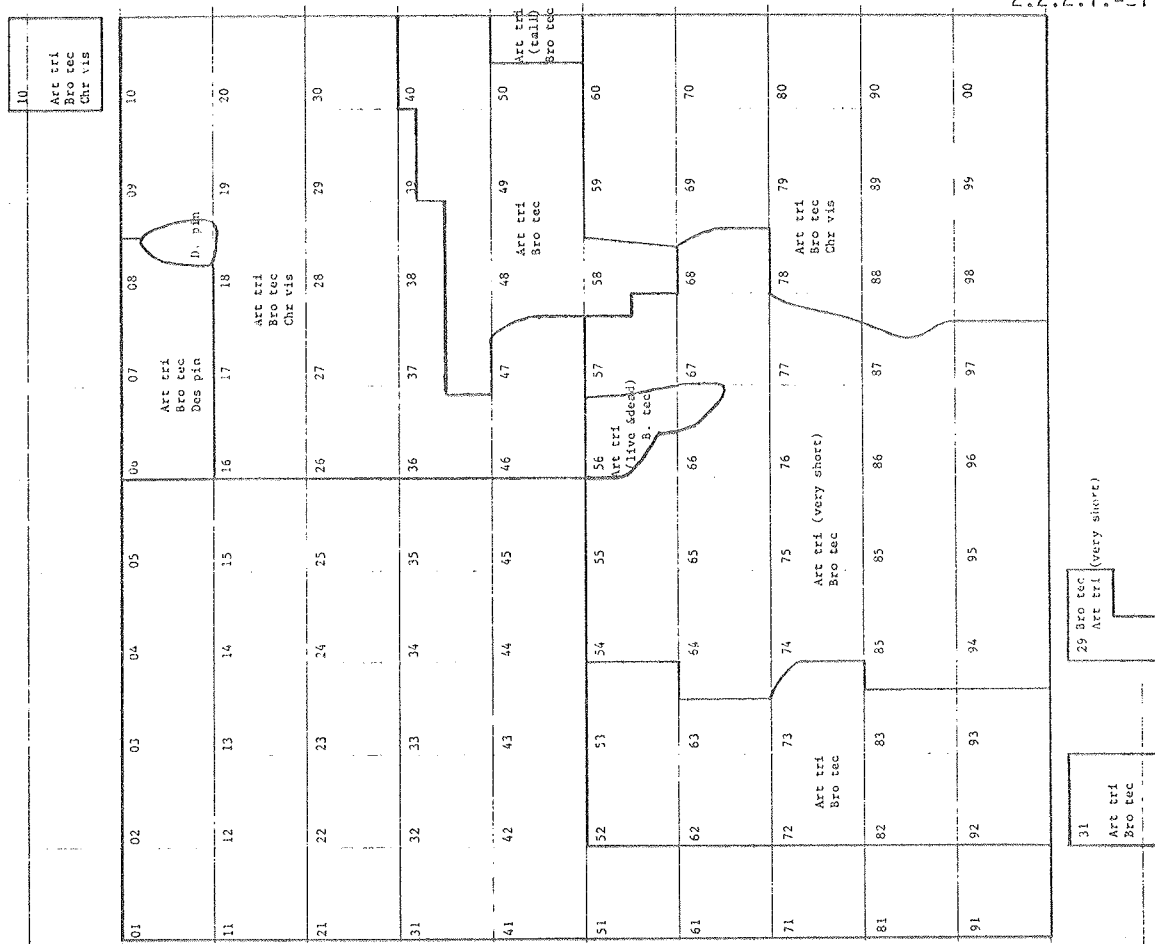 10
Art tri
Bro tec
Chr vis
01 02 03 04 05 06 07 08 09 10
Art tri
Bro tec
Des pin
D. pin
11 12 13 14 15 16 17 18 19 20
Art tri
Bro tec
Chr vis
21 22 23 24 25 26 27 28 29 30
31 32 33 34 35 36 37 38 39 40
41 42 43 44 45 46 47 48 49 50
Art tri
Bro tec
Art tri
(tall)
Bro tec
51 52 53 54 55 56 57 58 59 60
Art tri
(live &dead)
B. tec
61 62 63 64 65 66 67 68 69 70
71 72 73 74 75 76 77 78 79 80
Art tri
Bro tec
Art tri (very short)
Bro tec
Art tri
Bro tec
Chr vis
81 82 83 85 85 86 87 88 89 90
91 92 93 94 95 96 97 98 99 00
31
Art tri
Bro tec
29 Bro tec
Art tri (very short)